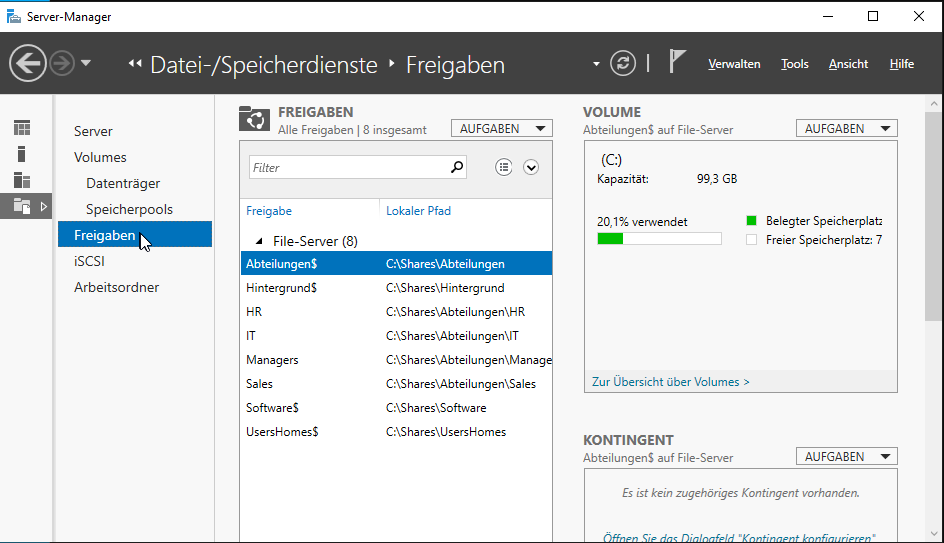 Server-Manager
Datei-/Speicherdienste
Freigaben
Verwalten
Tools
Ansicht
Hilfe
Server
Volumes
Datenträger
Speicherpools
Freigaben
iSCSI
Arbeitsordner
FREIGABEN
Alle Freigaben | 8 insgesamt
AUFGABEN
Filter
Freigabe Lokaler Pfad
File-Server (8)
Abteilungen$ C:\Shares\Abteilungen
Hintergrund$ C:\Shares\Hintergrund
HR C:\Shares\Abteilungen\HR
IT C:\Shares\Abteilungen\IT
Managers C:\Shares\Abteilungen\Manage
Sales C:\Shares\Abteilungen\Sales
Software$ C:\Shares\Software
UsersHomes$ C:\Shares\UsersHomes
VOLUME
Abteilungen$ auf File-Server
AUFGABEN
(C:)
Kapazität: 99,3 GB
20,1% verwendet
Belegter Speicherplatz
Freier Speicherplatz: 7
Zur Übersicht über Volumes >
KONTINGENT
Abteilungen$ auf File-Server
AUFGABEN
Es ist kein zugehöriges Kontingent vorhanden.
Öffnen Sie das Dialogfeld "Kontingent konfigurieren"